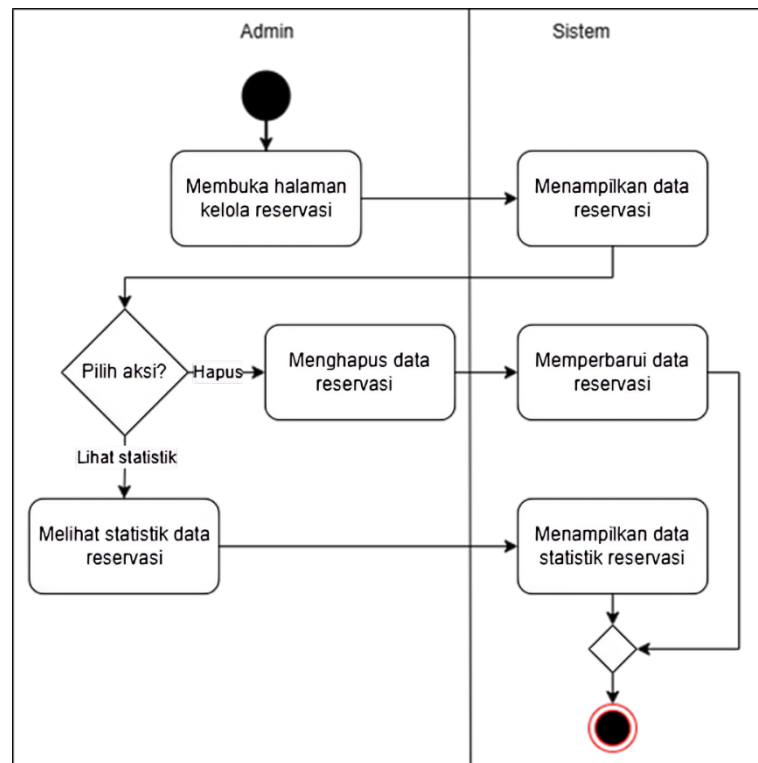 Admin
Sistem
Membuka halaman
kelola reservasi
Menampilkan data
reservasi
Pilih aksi?
Hapus
Menghapus data
reservasi
Memperbarui data
reservasi
Lihat statistik
Melihat statistik data
reservasi
Menampilkan data
statistik reservasi